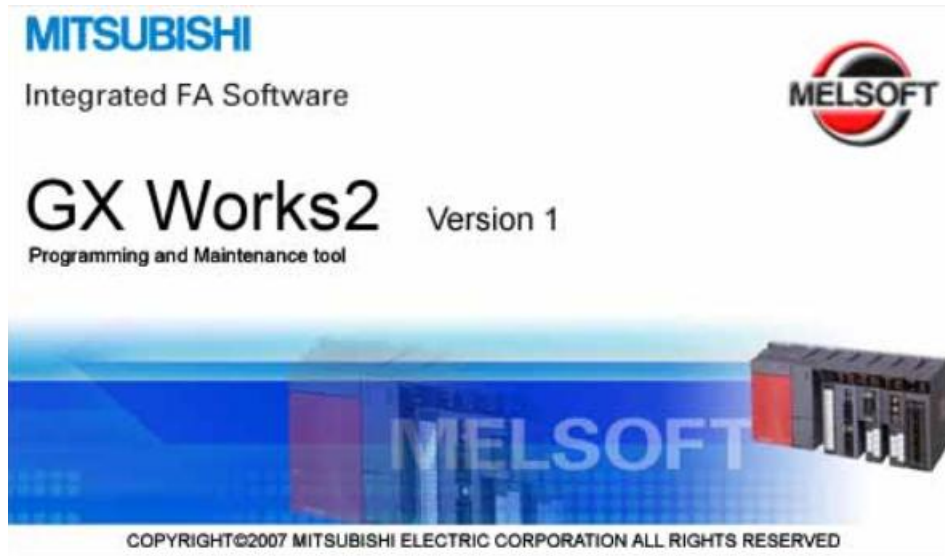 MITSUBISHI
Integrated FA Software
MELSOFT
GX Works2 Version 1
Programming and Maintenance tool
MELSOFT
COPYRIGHT©2007 MITSUBISHI ELECTRIC CORPORATION ALL RIGHTS RESERVED